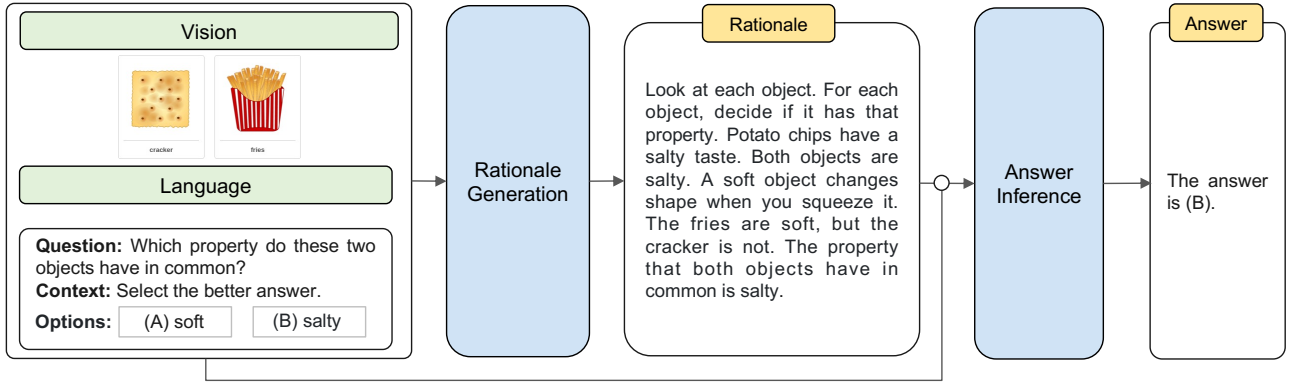 Vision
cracker
fries
Language
Question: Which property do these two
objects have in common?
Context: Select the better answer.
Options:
(A) soft
(B) salty
Rationale
Generation
Rationale
Look at each object. For each
object, decide if it has that
property. Potato chips have a
salty taste. Both objects are
salty. A soft object changes
shape when you squeeze it.
The fries are soft, but the
cracker is not. The property
that both objects have in
common is salty.
Answer
Inference
Answer
The answer
is (B).